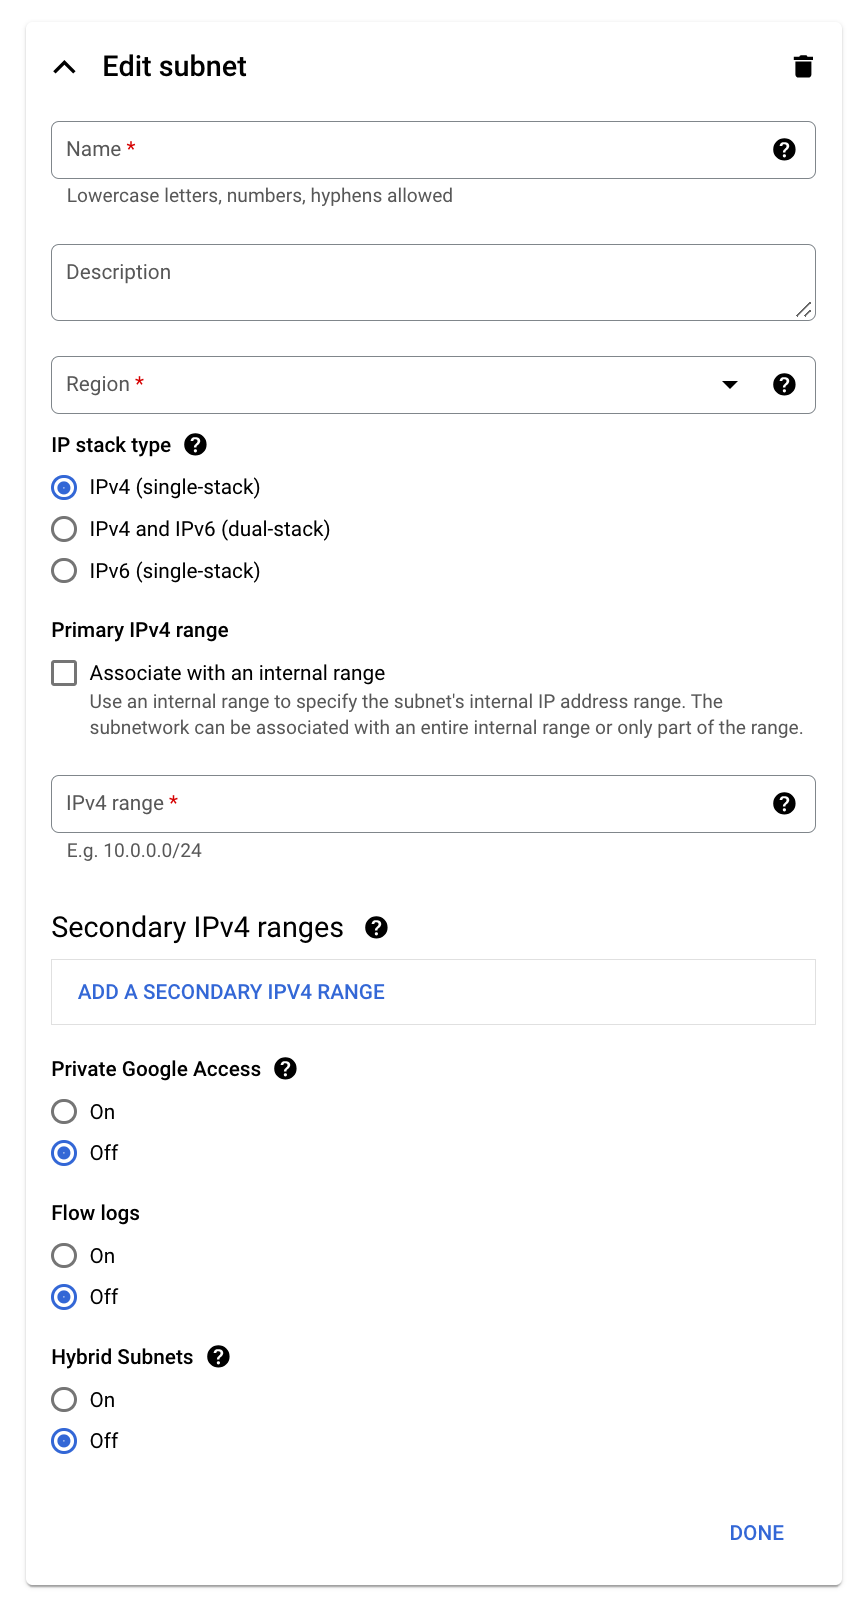 Edit subnet
Name *
Lowercase letters, numbers, hyphens allowed
Description
Region *
IP stack type
IPv4 (single-stack)
IPv4 and IPv6 (dual-stack)
IPv6 (single-stack)
Primary IPv4 range
Associate with an internal range
Use an internal range to specify the subnet's internal IP address range. The
subnetwork can be associated with an entire internal range or only part of the range.
IPv4 range *
E.g. 10.0.0.0/24
Secondary IPv4 ranges
ADD A SECONDARY IPV4 RANGE
Private Google Access
On
Off
Flow logs
On
Off
Hybrid Subnets
On
Off
DONE